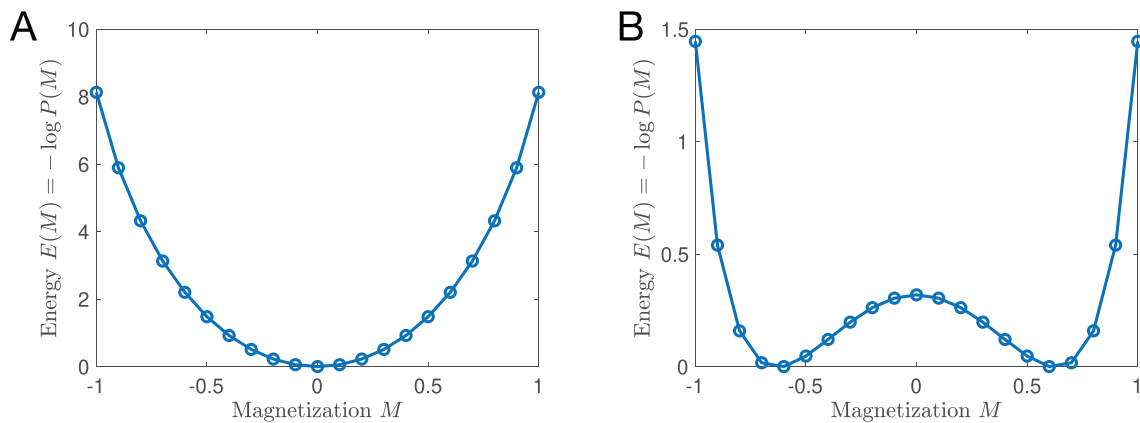 A
10
8
6
4
2
0
Energy E(M) = − log P(M)
-1 -0.5 0 0.5 1
Magnetization M
B
1.5
1
0.5
0
Energy E(M) = − log P(M)
-1 -0.5 0 0.5 1
Magnetization M